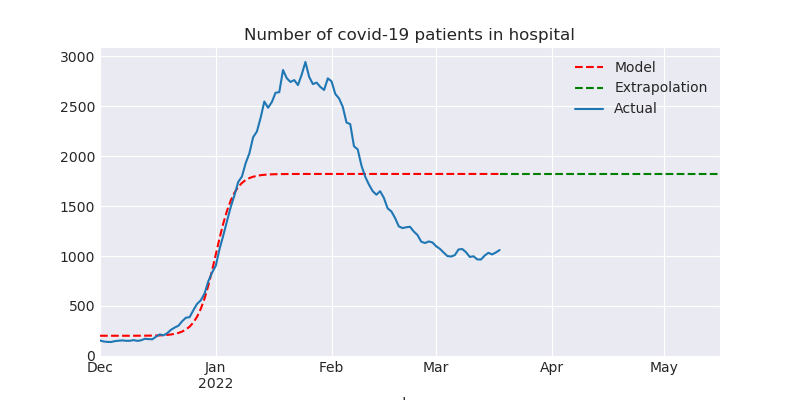 Number of covid-19 patients in hospital
3000
2500
2000
1500
1000
500
0
Model
Extrapolation
Actual
Dec
Jan
2022
Feb
Mar
Apr
May